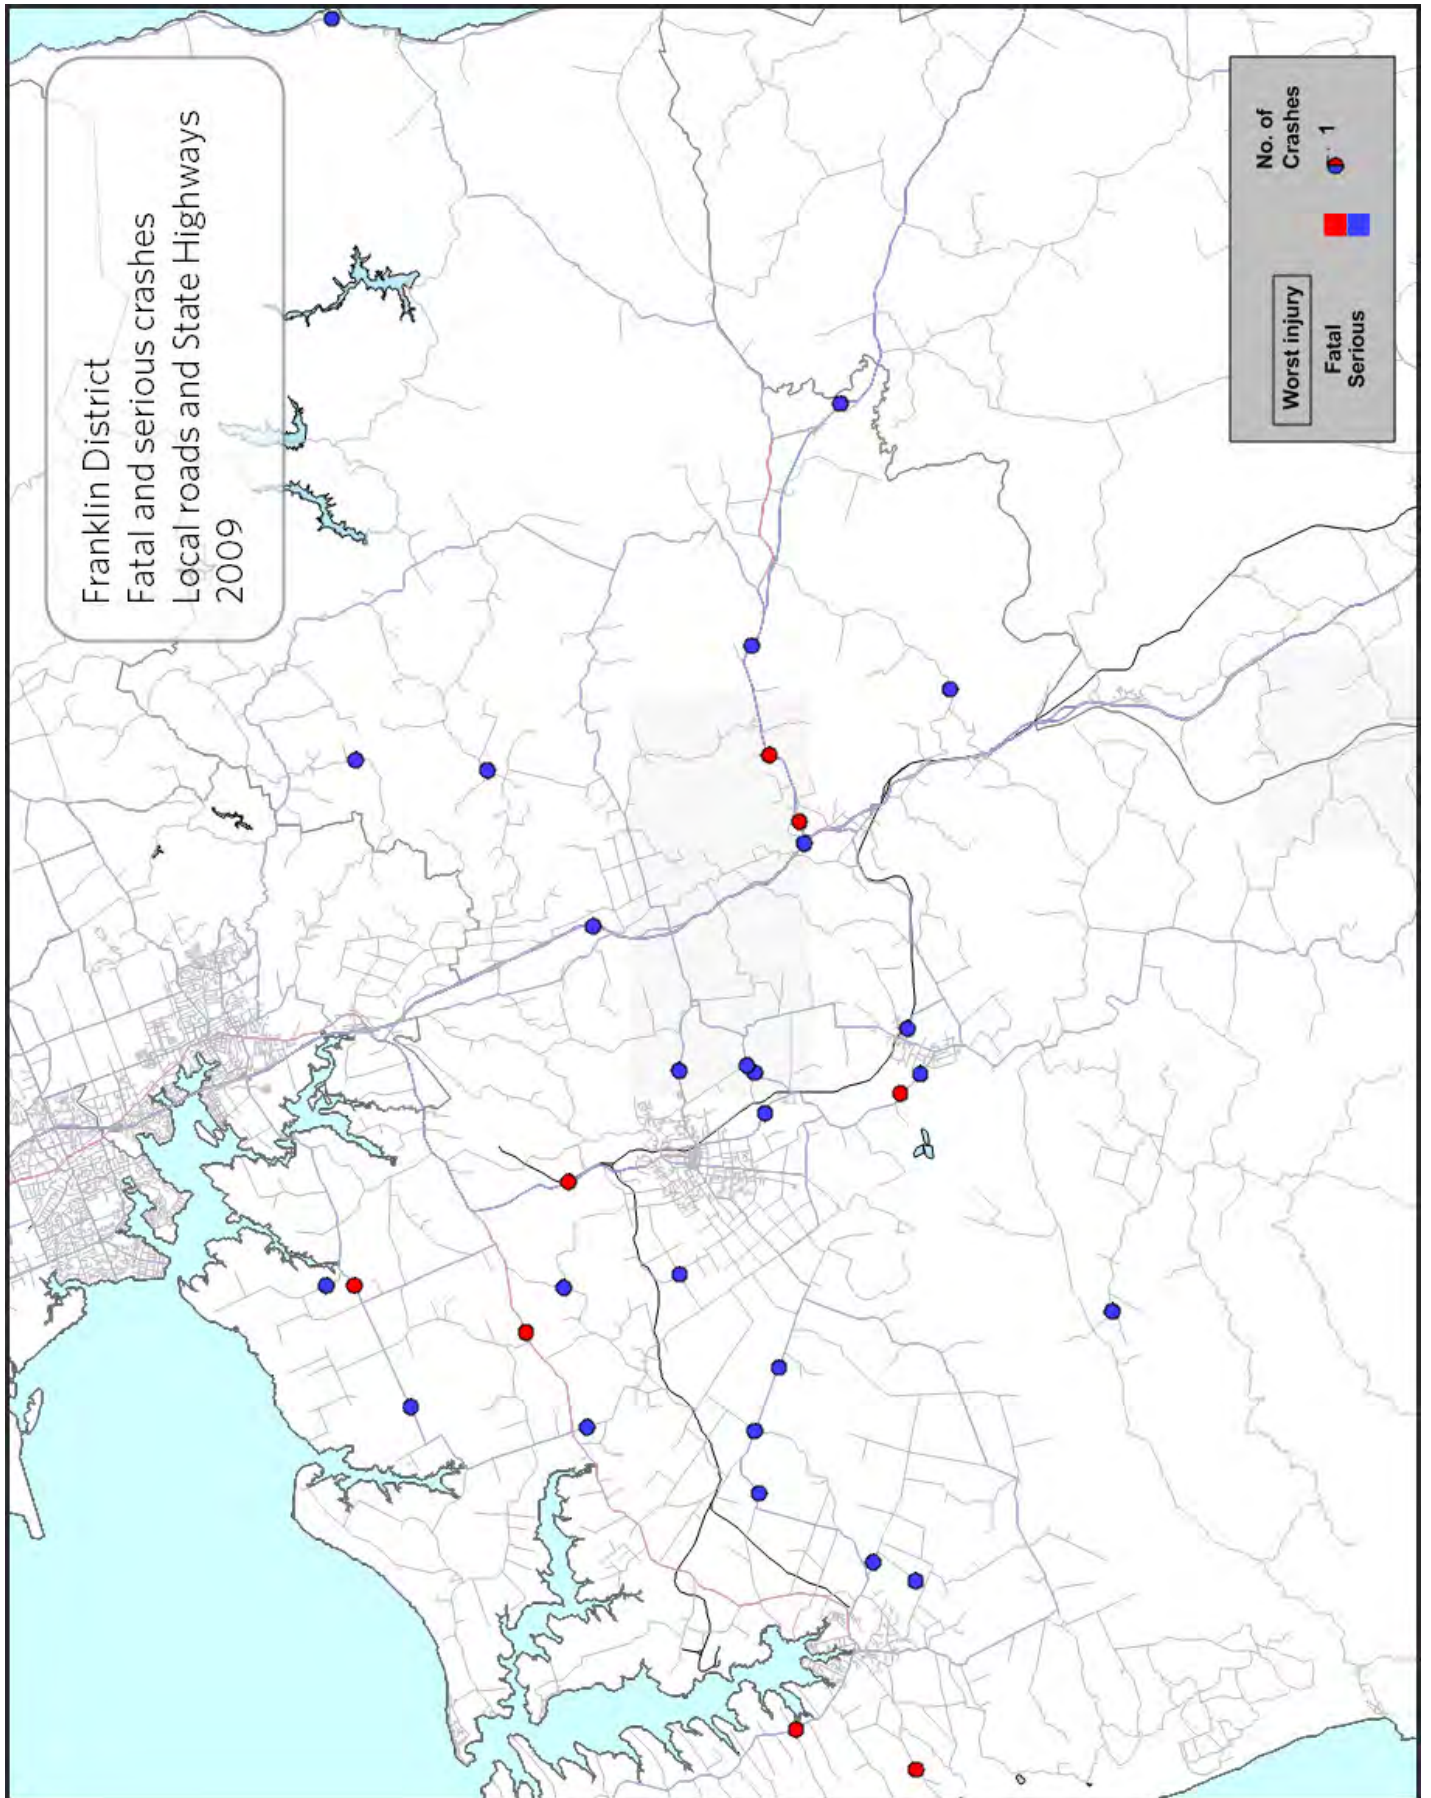 Franklin District
Fatal and serious crashes
Local roads and State Highways
2009
Worst injury
No. of
Crashes
Fatal
Serious
1